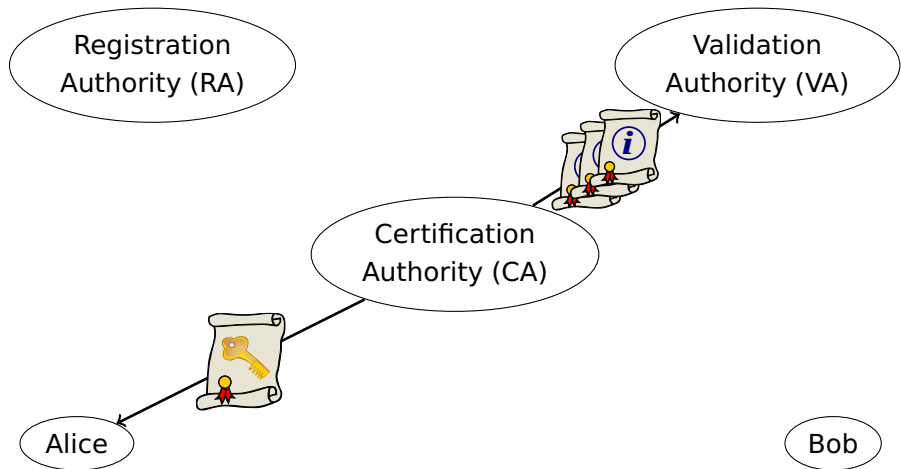 Registration
Authority (RA)
Validation
Authority (VA)
i
Certification
Authority (CA)
Alice
Bob